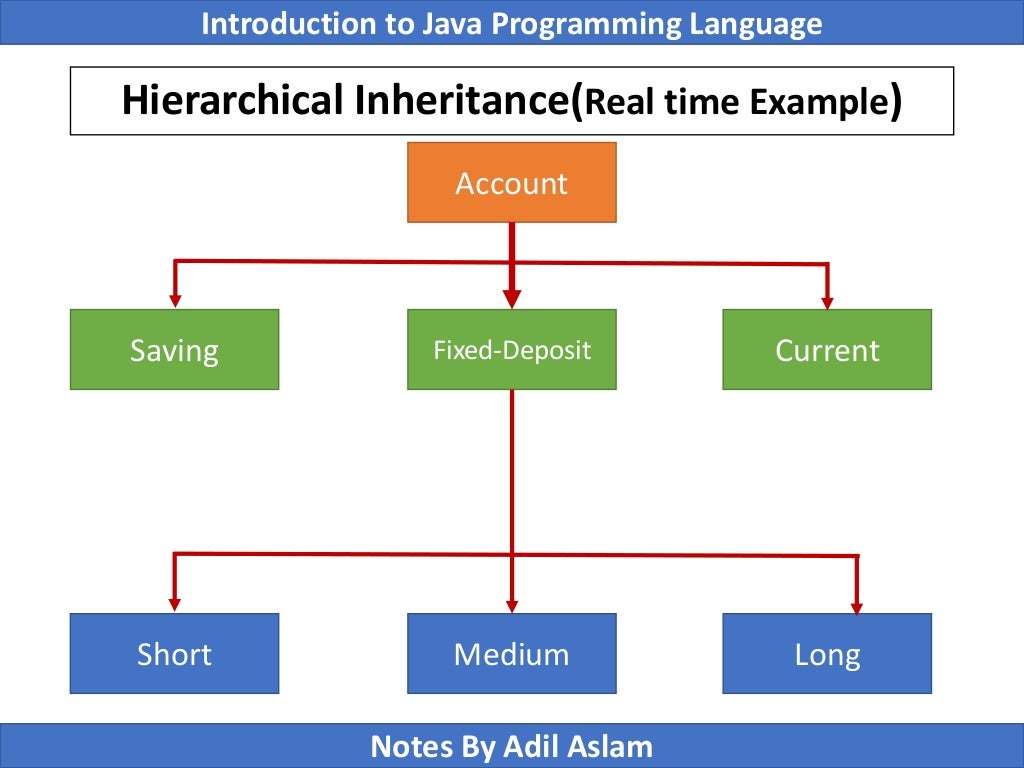 Introduction to Java Programming Language
Hierarchical Inheritance(Real time Example)
Account
Saving
Fixed-Deposit
Current
Short
Medium
Long
Notes By Adil Aslam